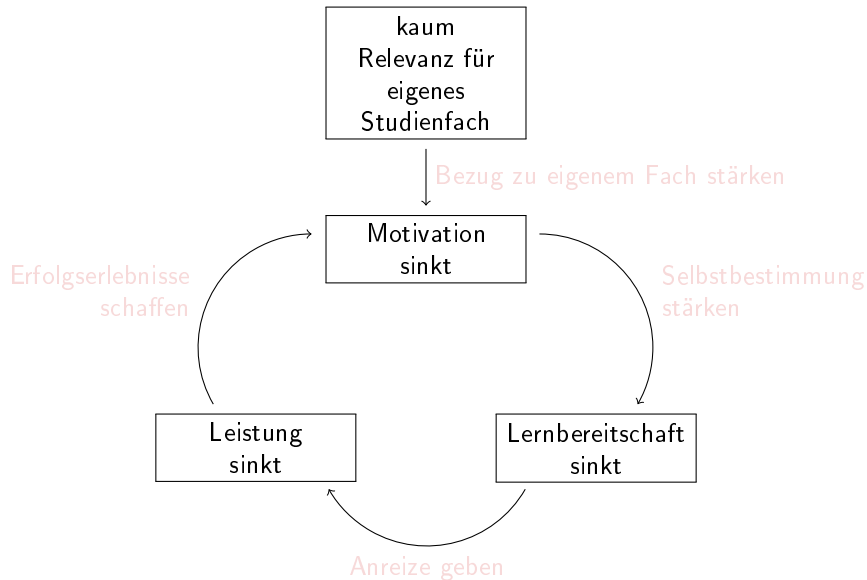 kaum
Relevanz für
eigenes
Studienfach
Bezug zu eigenem Fach stärken
Motivation
sinkt
Erfolgserlebnisse
schaffen
Selbstbestimmung
stärken
Leistung
sinkt
Lernbereitschaft
sinkt
Anreize geben